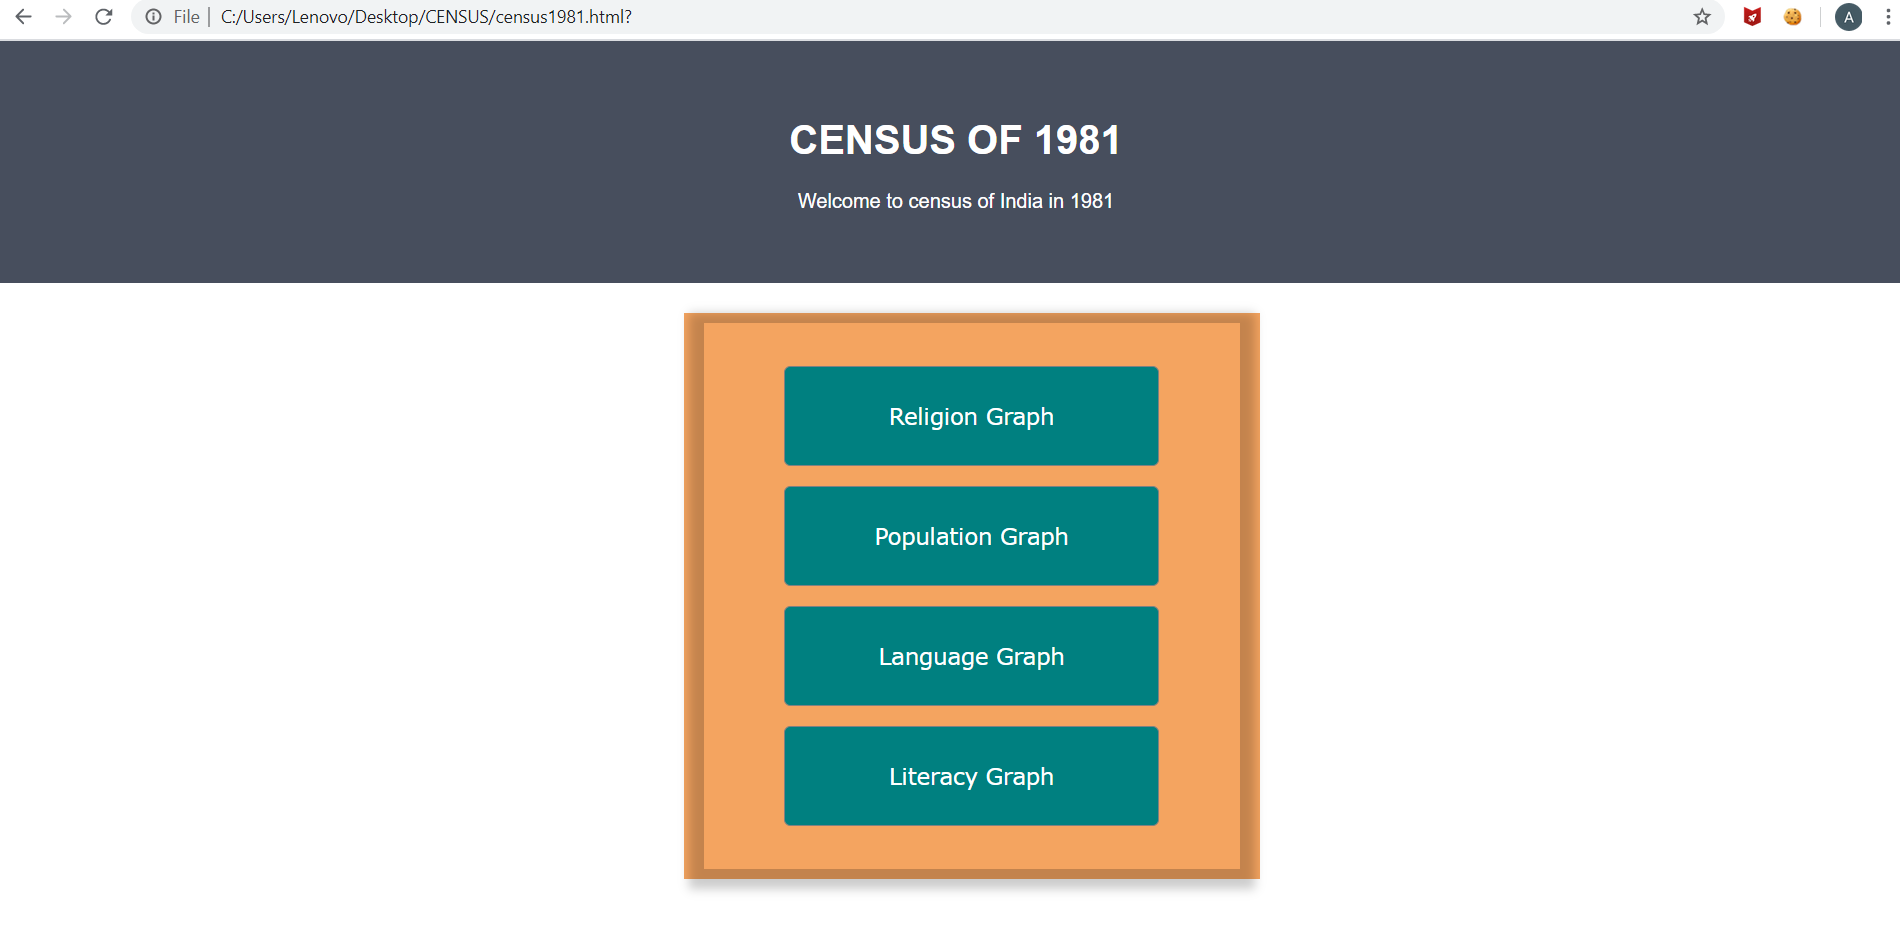 File | C:/Users/Lenovo/Desktop/CENSUS/census1981.html?
A
CENSUS OF 1981
Welcome to census of India in 1981
Religion Graph
Population Graph
Language Graph
Literacy Graph